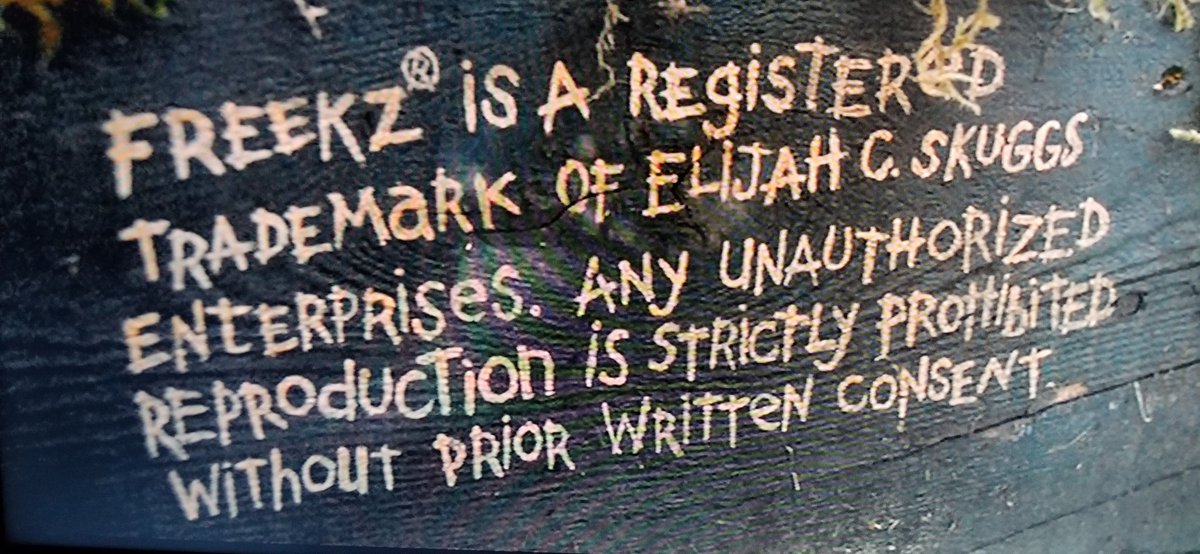 FREEKZ® iS A REgiSTERED
TRADEMaRK OF ELIJAH C. SKUGGS
ENtERPRiSes. ANY UNAUTHORiZED
REPRoduCTion iS STRiCTLY PROHIbiTED
WiTHout PRioR WRiTTeN CONSENT.